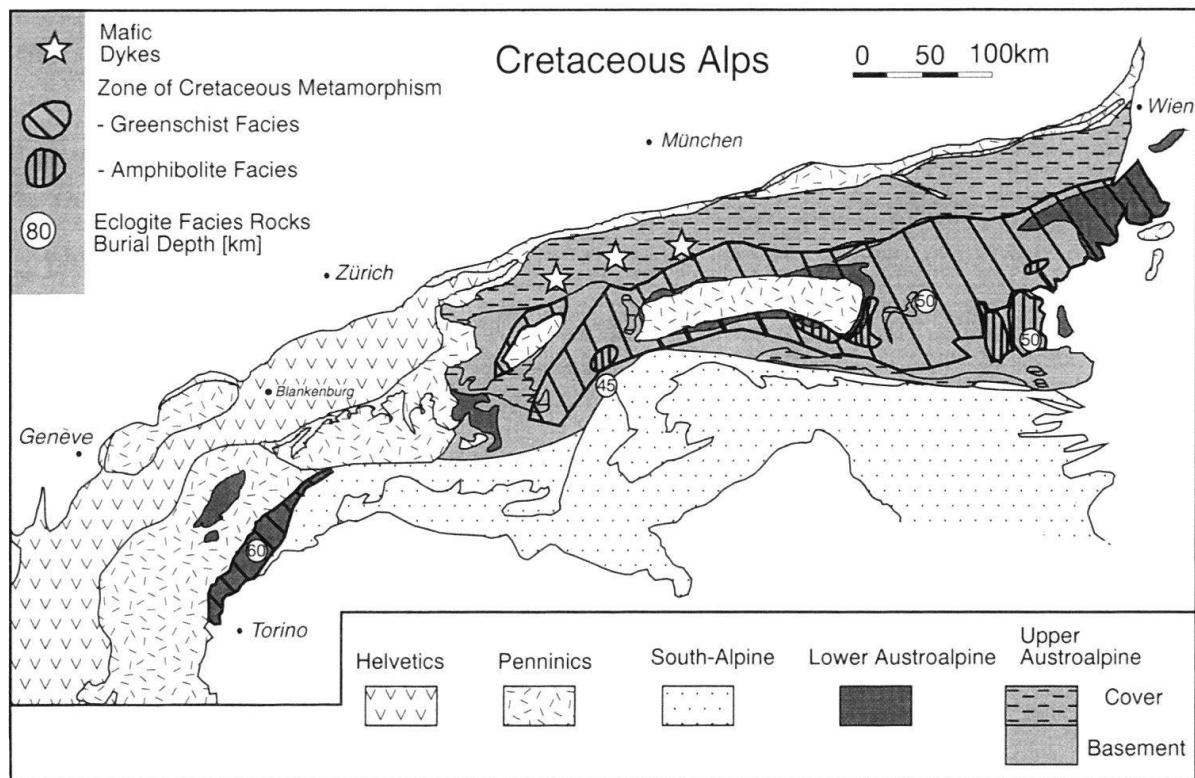 Mafic
Dykes
Zone of Cretaceous Metamorphism
- Greenschist Facies
- Amphibolite Facies
80
Eclogite Facies Rocks
Burial Depth [km]
Cretaceous Alps
0 50 100km
Wien
München
Zürich
Blankenburg
Genève
Torino
50
50
45
60
Helvetics
Penninics
South-Alpine
Lower Austroalpine
Upper
Austroalpine
Cover
Basement